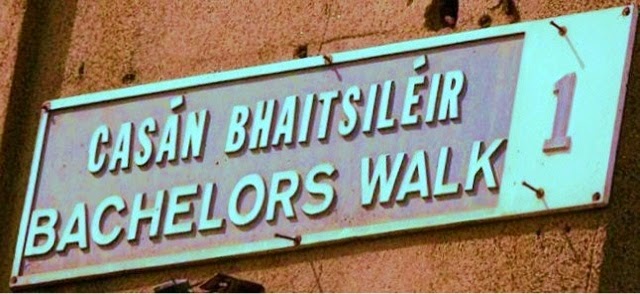 CASÁN BHAITSILÉIR
BACHELORS WALK
1